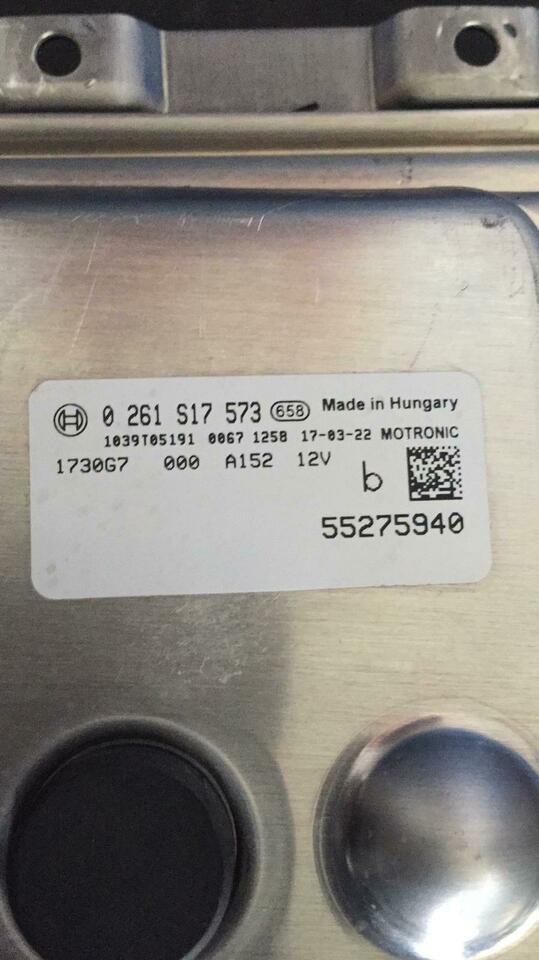 0 261 S17 573 658 Made in Hungary
1039T05191 0067 1258 17-03-22 MOTRONIC
1730G7 000 A152 12V b
55275940